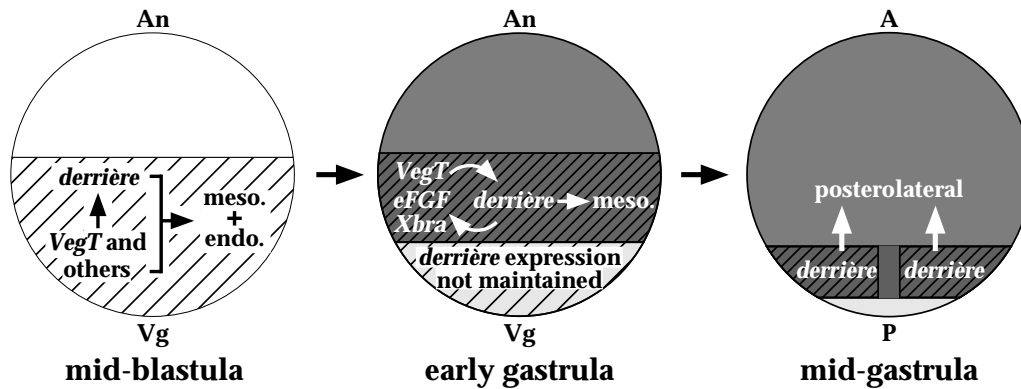 An
derrière
VegT and
others
meso.
+
endo.
Vg
mid-blastula
An
VegT
eFGF
Xbra
derrière
meso.
derrière expression
not maintained
Vg
early gastrula
A
posterolateral
derrière
derrière
P
mid-gastrula